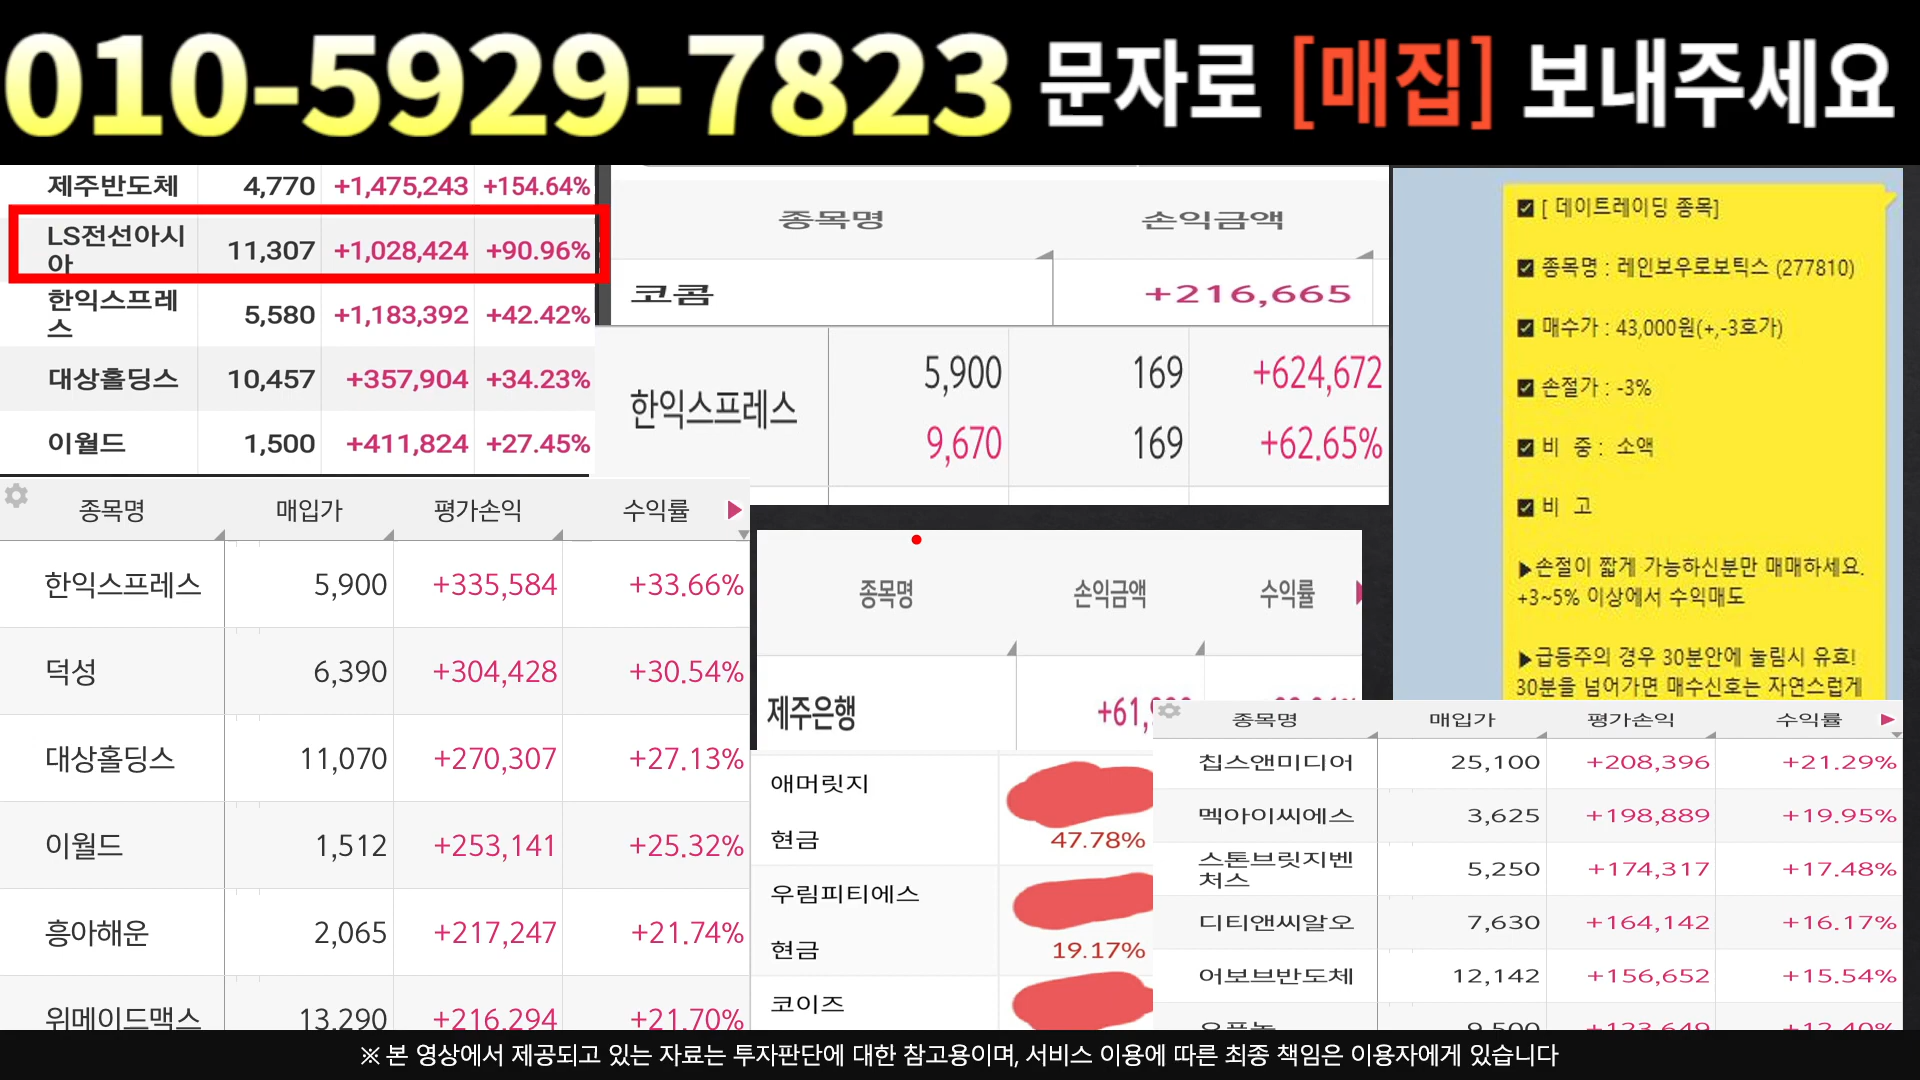 010-5929-7823 문자로 [매집] 보내주세요
제주반도체 4,770 +1,475,243 +154.64%
LS전선아시
아 11,307 +1,028,424 +90.96%
한익스프레
스 5,580 +1,183,392 +42.42%
대상홀딩스 10,457 +357,904 +34.23%
이월드 1,500 +411,824 +27.45%
종목명 손익금액
코콤 +216,665
한익스프레스 5,900 169 +624,672
9,670 169 +62.65%
[ 데이트레이딩 종목]
종목명 : 레인보우로보틱스 (277810)
매수가 : 43,000원(+,-3호가)
손절가 : -3%
비 중 : 소액
비 고
▶손절이 짧게 가능하신분만 매매하세요.
+3~5% 이상에서 수익매도
▶급등주의 경우 30분안에 눌림시 유효!
30분을 넘어가면 매수신호는 자연스럽게
종목명 매입가 평가손익 수익률
한익스프레스 5,900 +335,584 +33.66%
덕성 6,390 +304,428 +30.54%
대상홀딩스 11,070 +270,307 +27.13%
이월드 1,512 +253,141 +25.32%
흥아해운 2,065 +217,247 +21.74%
위메이드맥스 13,290 +216,294 +21.70%
종목명 손익금액 수익률
제주은행 +61,
애머릿지
현금 47.78%
우림피티에스
현금 19.17%
코이즈
종목명 매입가 평가손익 수익률
칩스앤미디어 25,100 +208,396 +21.29%
멕아이씨에스 3,625 +198,889 +19.95%
스톤브릿지벤
처스 5,250 +174,317 +17.48%
디티앤씨알오 7,630 +164,142 +16.17%
어보브반도체 12,142 +156,652 +15.54%
9,500 +123,649 +12.40%
※ 본 영상에서 제공되고 있는 자료는 투자판단에 대한 참고용이며, 서비스 이용에 따른 최종 책임은 이용자에게 있습니다